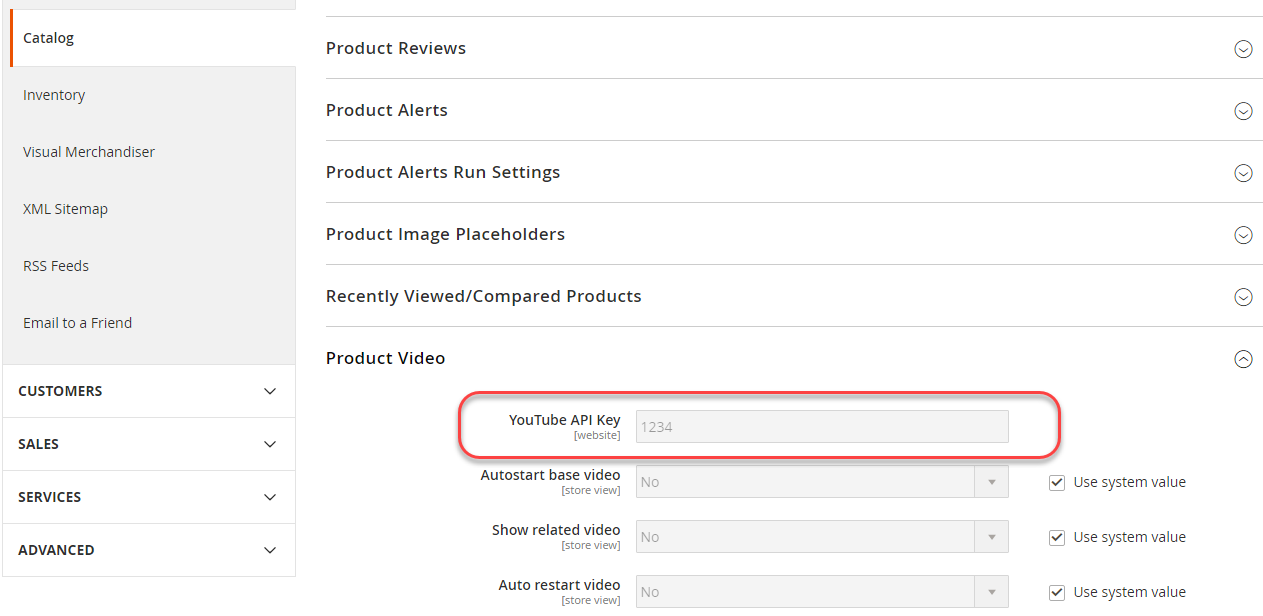 Catalog
Inventory
Visual Merchandiser
XML Sitemap
RSS Feeds
Email to a Friend
CUSTOMERS
SALES
SERVICES
ADVANCED
Product Reviews
Product Alerts
Product Alerts Run Settings
Product Image Placeholders
Recently Viewed/Compared Products
Product Video
YouTube API Key 1234
[website]
Autostart base video No Use system value
[store view]
Show related video No Use system value
[store view]
Auto restart video No Use system value
[store view]